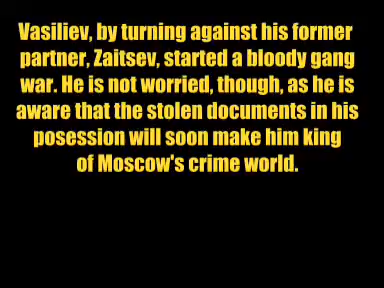 Vasiliev, by turning against his former
partner, Zaitsev, started a bloody gang
war. He is not worried, though, as he is
aware that the stolen documents in his
posession will soon make him king
of Moscow's crime world.